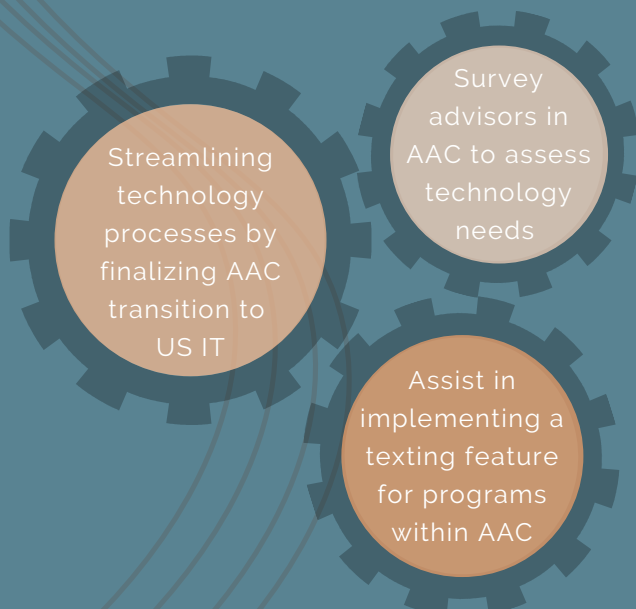 Streamlining
technology
processes by
finalizing AAC
transition to
US IT
Survey
advisors in
AAC to assess
technology
needs
Assist in
implementing a
texting feature
for programs
within AAC